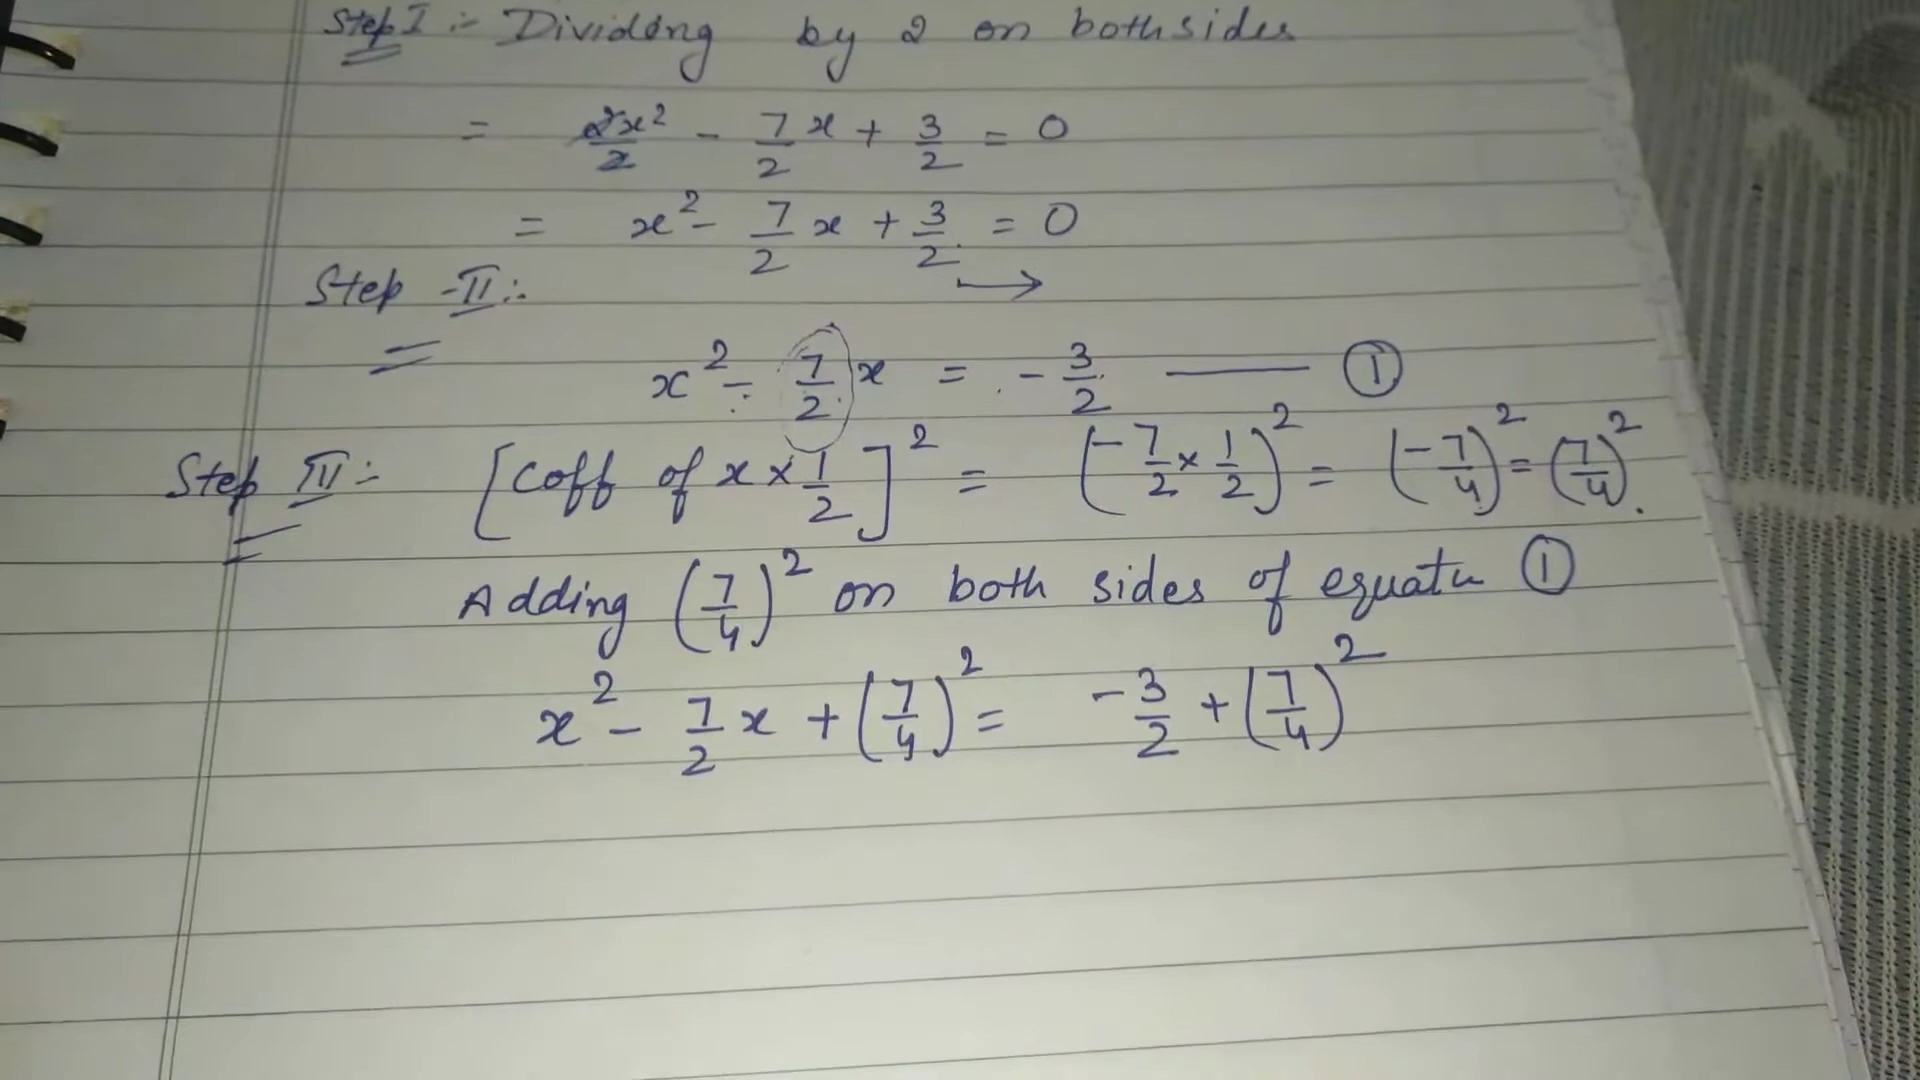 Step I :- Dividing by 2 on both sides
= 2x²/2 - 7/2 x + 3/2 = 0
= x² - 7/2 x + 3/2 = 0
Step -II :-
x² - 7/2 x = - 3/2 —— ①
Step III :- [Coff of x × 1/2]² = (-7/2 × 1/2)² = (-7/4)² = (7/4)².
Adding (7/4)² on both sides of equatn ①
x² - 7/2 x + (7/4)² = -3/2 + (7/4)²